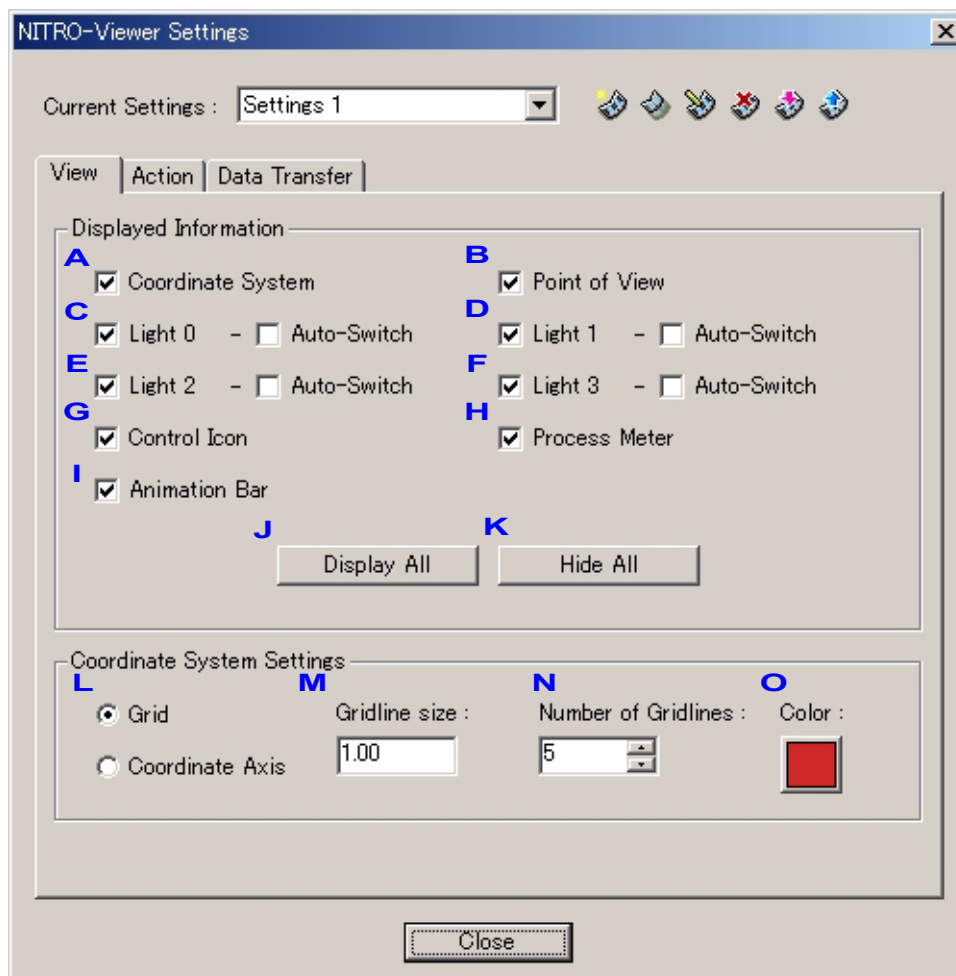 NITRO-Viewer Settings
Current Settings : Settings 1
View Action Data Transfer
Displayed Information
A B
Coordinate System Point of View
C D
Light 0 - Auto-Switch Light 1 - Auto-Switch
E F
Light 2 - Auto-Switch Light 3 - Auto-Switch
G H
Control Icon Process Meter
I
Animation Bar
J K
Display All Hide All
Coordinate System Settings
L M N O
Grid Gridline size : Number of Gridlines : Color :
1.00 5
Coordinate Axis
Close